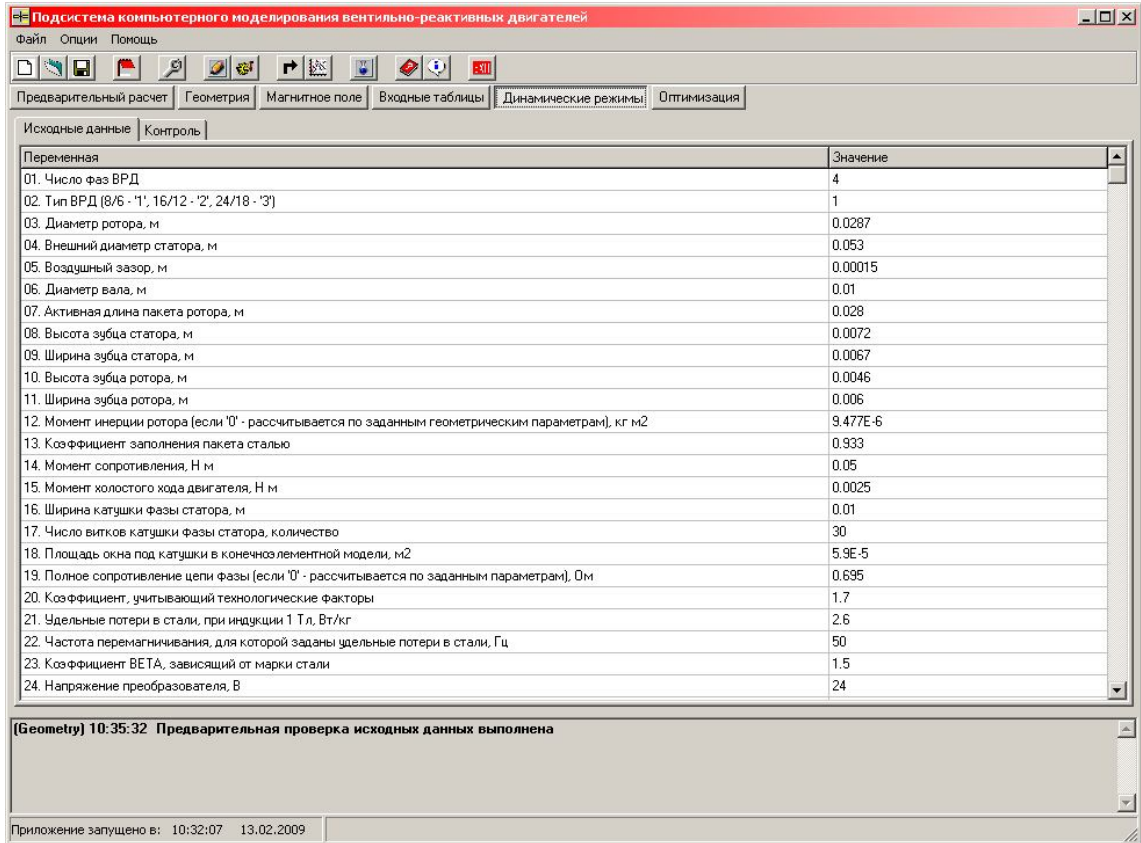 Подсистема компьютерного моделирования вентильно-реактивных двигателей
Файл Опции Помощь
EXIT
Предварительный расчет Геометрия Магнитное поле Входные таблицы Динамические режимы Оптимизация
Исходные данные Контроль
Переменная Значение
01. Число фаз ВРД 4
02. Тип ВРД (8/6 - '1', 16/12 - '2', 24/18 - '3') 1
03. Диаметр ротора, м 0.0287
04. Внешний диаметр статора, м 0.053
05. Воздушный зазор, м 0.00015
06. Диаметр вала, м 0.01
07. Активная длина пакета ротора, м 0.028
08. Высота зубца статора, м 0.0072
09. Ширина зубца статора, м 0.0067
10. Высота зубца ротора, м 0.0046
11. Ширина зубца ротора, м 0.006
12. Момент инерции ротора (если '0' - рассчитывается по заданным геометрическим параметрам), кг м2 9.477E-6
13. Коэффициент заполнения пакета сталью 0.933
14. Момент сопротивления, Н м 0.05
15. Момент холостого хода двигателя, Н м 0.0025
16. Ширина катушки фазы статора, м 0.01
17. Число витков катушки фазы статора, количество 30
18. Площадь окна под катушки в конечноэлементной модели, м2 5.9E-5
19. Полное сопротивление цепи фазы (если '0' - рассчитывается по заданным параметрам), Ом 0.695
20. Коэффициент, учитывающий технологические факторы 1.7
21. Удельные потери в стали, при индукции 1 Тл, Вт/кг 2.6
22. Частота перемагничивания, для которой заданы удельные потери в стали, Гц 50
23. Коэффициент BETA, зависящий от марки стали 1.5
24. Напряжение преобразователя, В 24
(Geometry) 10:35:32 Предварительная проверка исходных данных выполнена
Приложение запущено в: 10:32:07 13.02.2009